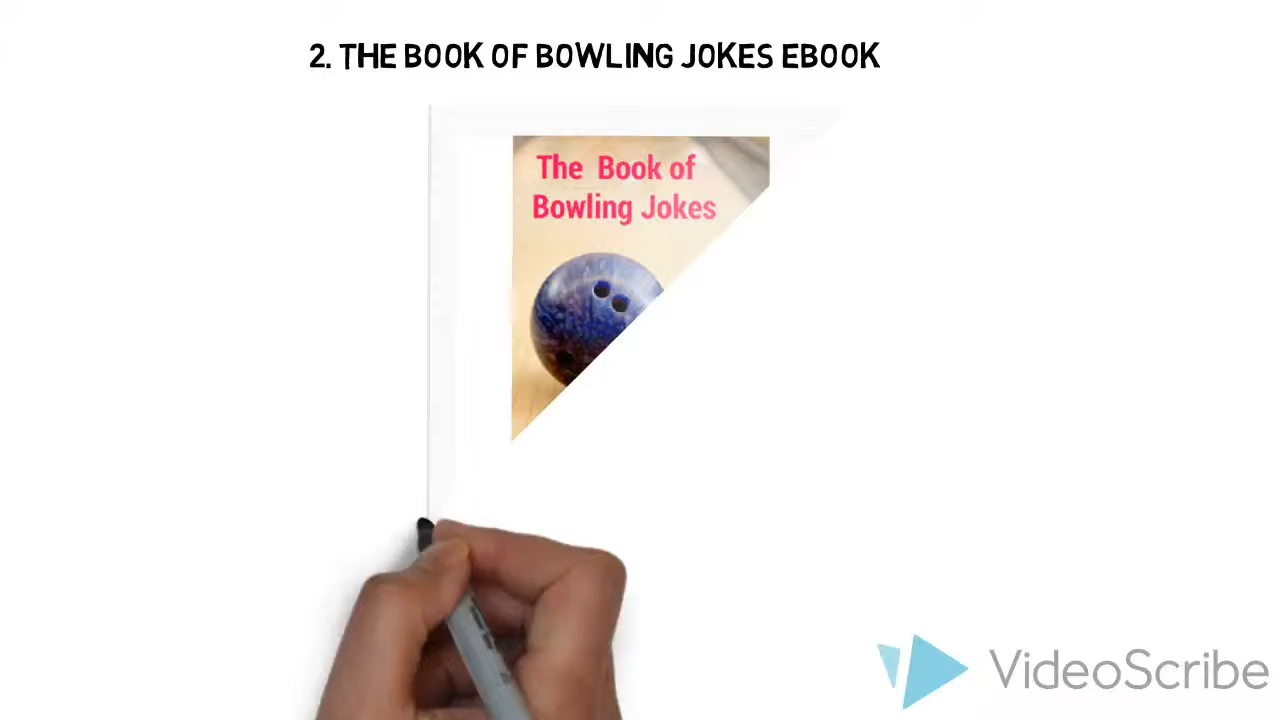 2. THE BOOK OF BOWLING JOKES EBOOK
The Book of
Bowling Jokes
VideoScribe